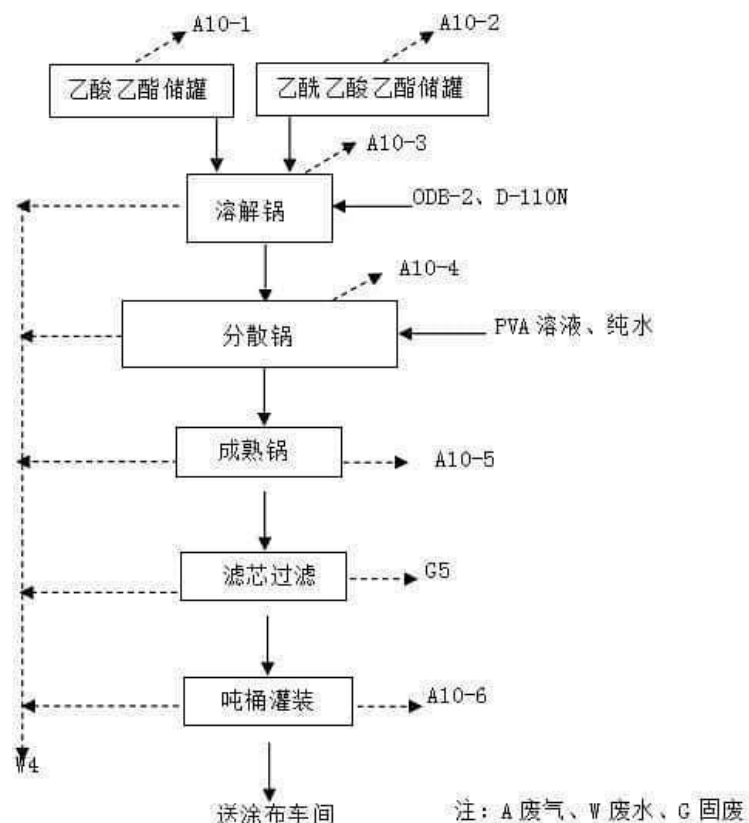 A10-1
A10-2
乙酸乙酯储罐
乙酰乙酸乙酯储罐
A10-3
溶解锅
ODB-2、D-110N
A10-4
分散锅
PVA 溶液、纯水
成熟锅
A10-5
滤芯过滤
G5
吨桶灌装
A10-6
W4
送涂布车间
注：A 废气、W 废水、G 固废